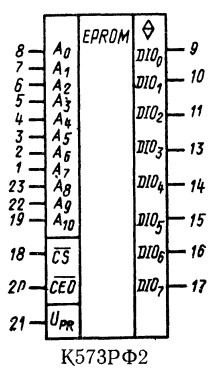 EPROM
8 A0 DIO0 9
7 A1 DIO1 10
6 A2 DIO2 11
5 A3
4 A4 DIO3 13
3 A5
2 A6 DIO4 14
1 A7
23 A8 DIO5 15
22 A9
19 A10
18 CS DIO6 16
20 CEO DIO7 17
21 UPR
К573РФ2